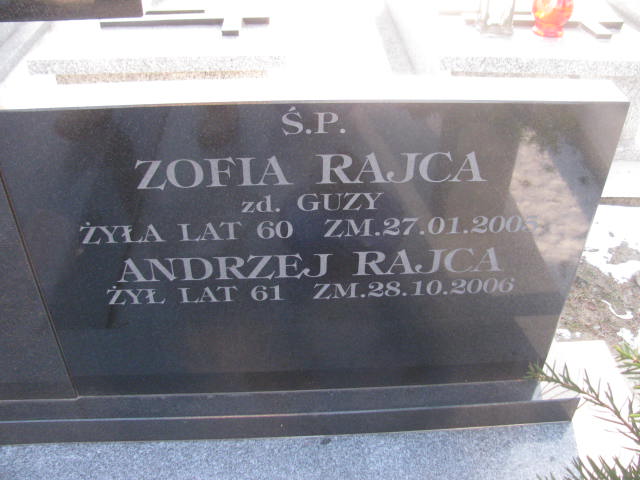 Ś.P.
ZOFIA RAJCA
zd. GUZY
ŻYŁA LAT 60 ZM.27.01.2005
ANDRZEJ RAJCA
ŻYŁ LAT 61 ZM.28.10.2006